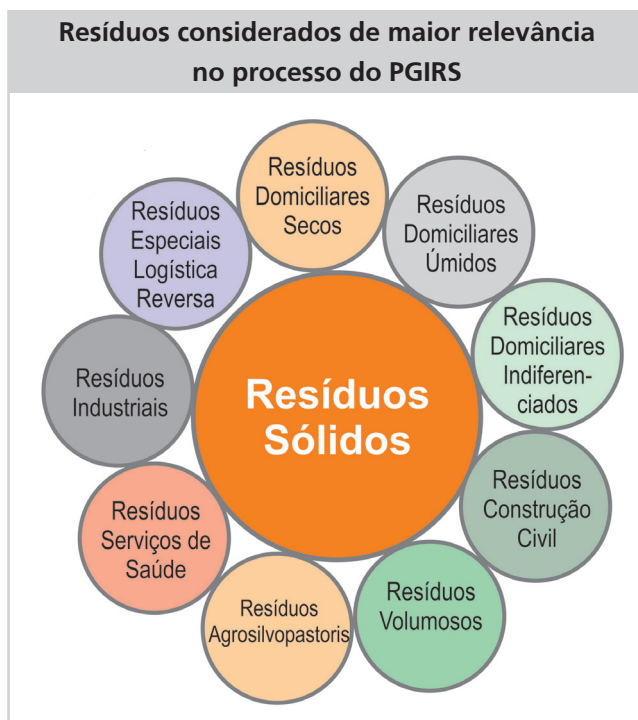 Resíduos considerados de maior relevância
no processo do PGIRS
Resíduos
Domiciliares
Secos
Resíduos
Domiciliares
Úmidos
Resíduos
Domiciliares
Indiferen-
ciados
Resíduos
Construção
Civil
Resíduos
Volumosos
Resíduos
Agrosilvopastoris
Resíduos
Serviços de
Saúde
Resíduos
Industriais
Resíduos
Especiais
Logística
Reversa
Resíduos
Sólidos